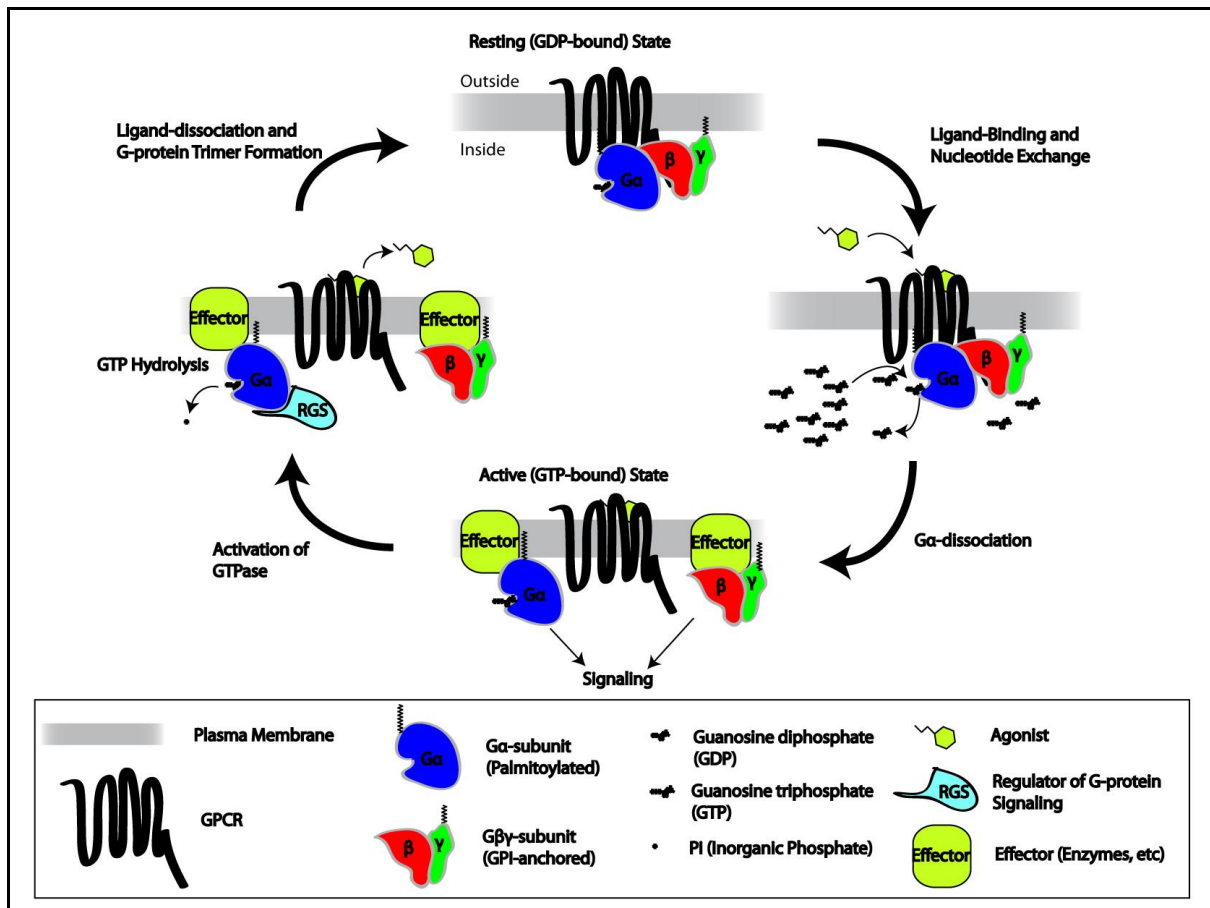 Resting (GDP-bound) State
Outside
Inside
Gα
β
γ
Ligand-dissociation and
G-protein Trimer Formation
Ligand-Binding and
Nucleotide Exchange
Effector
Effector
GTP Hydrolysis
Gα
RGS
β
γ
Gα
β
γ
Active (GTP-bound) State
Effector
Effector
Gα
β
γ
Activation of
GTPase
Gα-dissociation
Signaling
Plasma Membrane
GPCR
Gα
Gα-subunit
(Palmitoylated)
β
γ
Gβγ-subunit
(GPI-anchored)
Guanosine diphosphate
(GDP)
Guanosine triphosphate
(GTP)
Pi (Inorganic Phosphate)
Agonist
RGS
Regulator of G-protein
Signaling
Effector
Effector (Enzymes, etc)